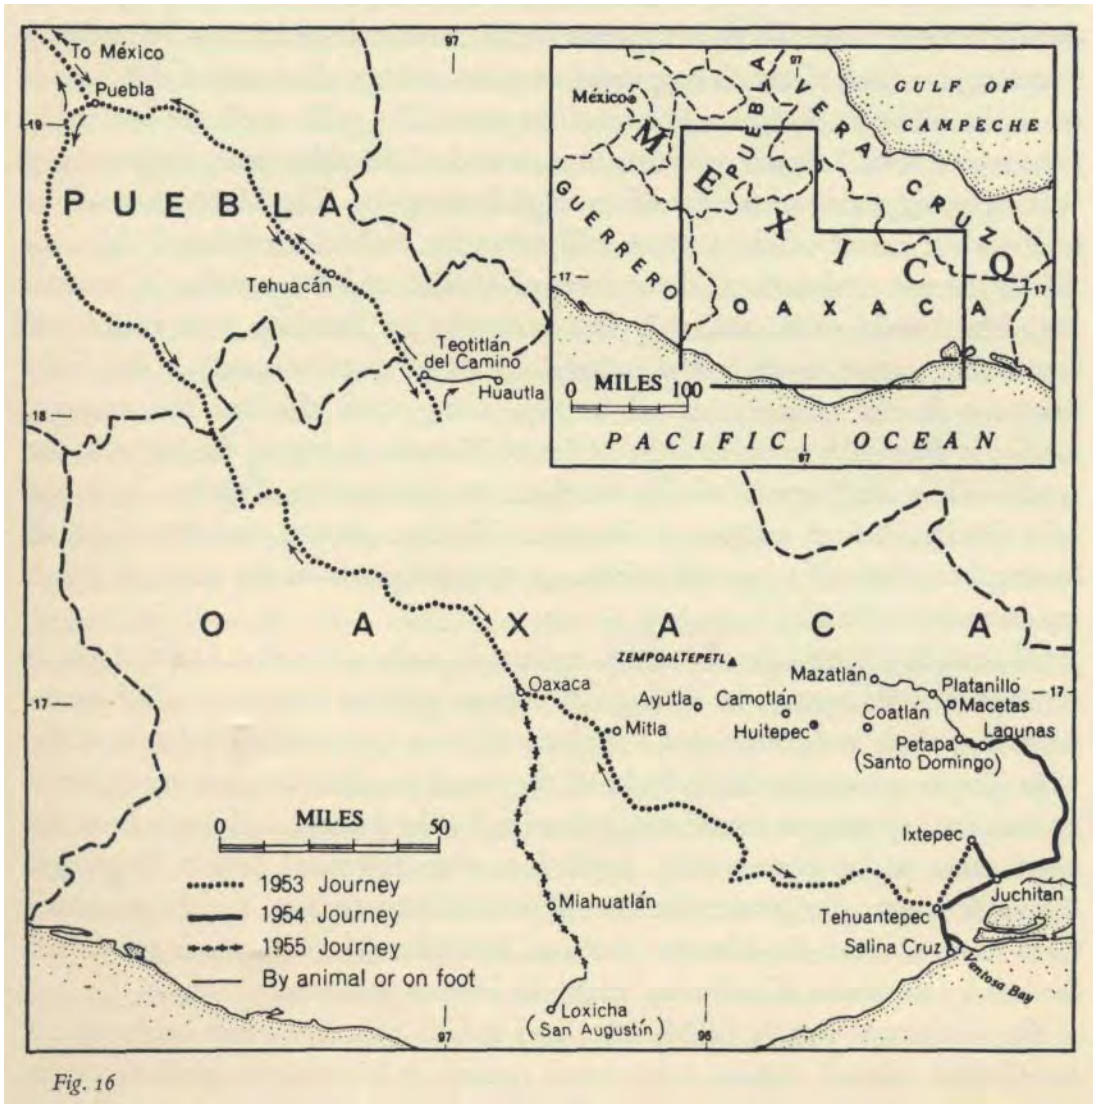 To México
97
Puebla
19
PUEBLA
Tehuacán
Teotitlán
del Camino
Huautla
18
México
PUEBLA
VERA CRUZ
97
GULF OF
CAMPECHE
MEXICO
GUERRERO
17
17
OAXACA
0 MILES 100
PACIFIC OCEAN
97
OAXACA
ZEMPOALTEPETL
Mazatlán
Platanillo
Oaxaca
Ayutla
Camotlán
Macetas
17
17
Coatlán
Mitla
Huitepec
Lagunas
Petapa
(Santo Domingo)
MILES
0 50
Ixtepec
1953 Journey
Juchitan
1954 Journey
Miahuatlán
Tehuantepec
1955 Journey
Salina Cruz
Ventosa Bay
By animal or on foot
Loxicha
(San Augustín)
97
96
Fig. 16